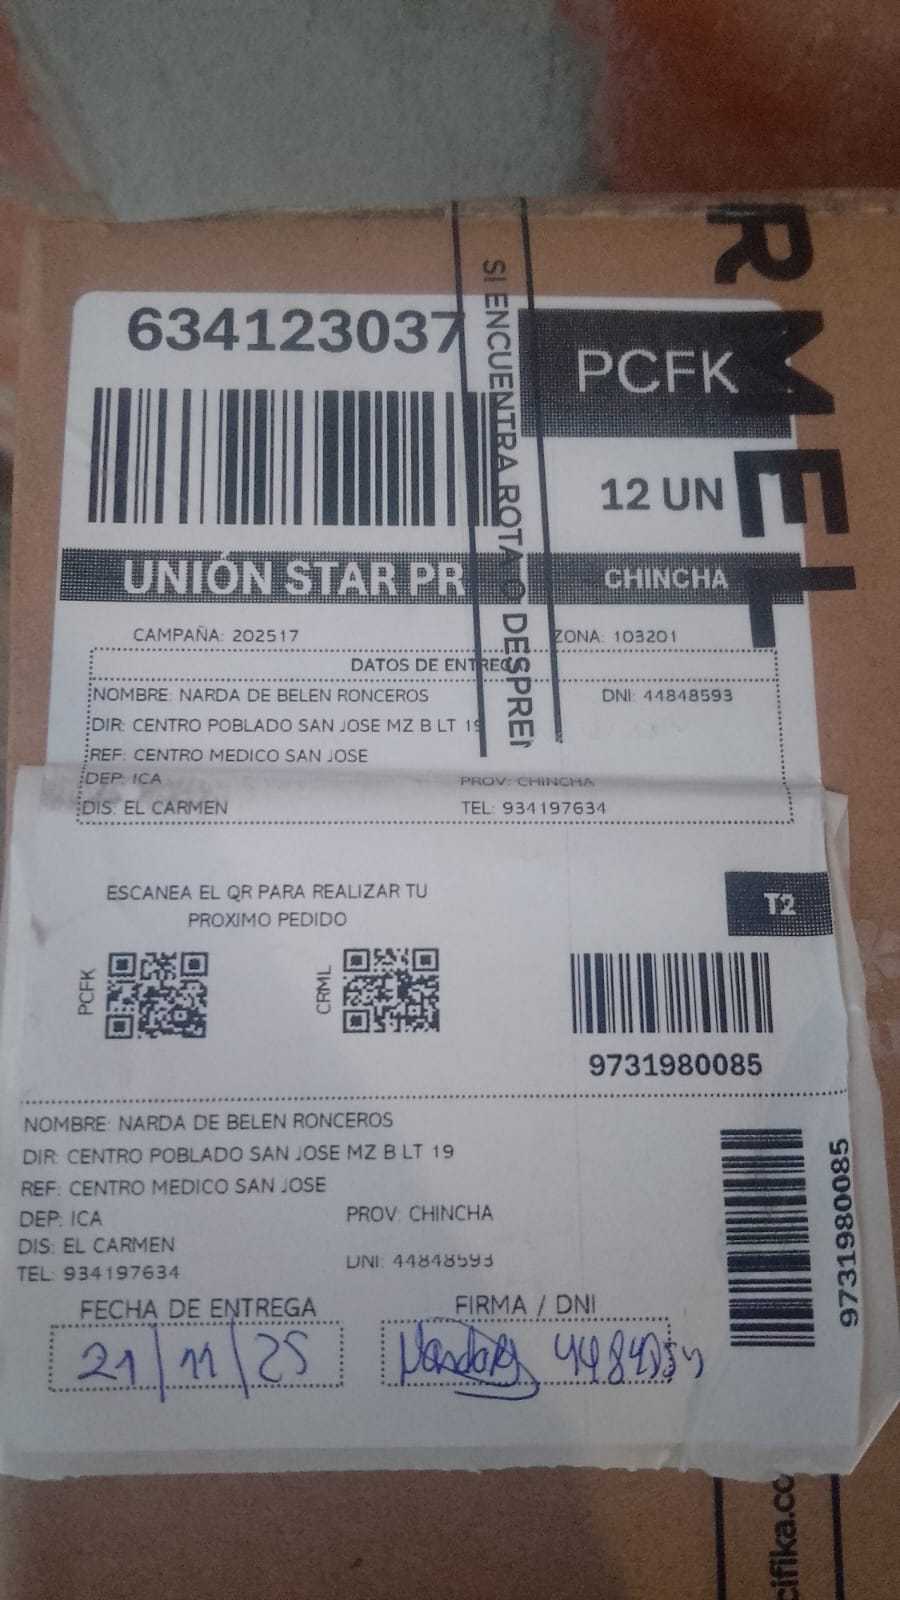 RMEL
634123037
PCFK
12 UN
SI ENCUENTRA ROTA O DESPRE
UNIÓN STAR PR
CHINCHA
CAMPAÑA: 202517
ZONA: 103201
DATOS DE ENTREG
NOMBRE: NARDA DE BELEN RONCEROS
DNI: 44848593
DIR: CENTRO POBLADO SAN JOSE MZ B LT 19
REF: CENTRO MEDICO SAN JOSE
DEP: ICA
PROV: CHINCHA
DIS: EL CARMEN
TEL: 934197634
ESCANEA EL QR PARA REALIZAR TU
PROXIMO PEDIDO
T2
PCFK
CRML
9731980085
NOMBRE: NARDA DE BELEN RONCEROS
DIR: CENTRO POBLADO SAN JOSE MZ B LT 19
REF: CENTRO MEDICO SAN JOSE
DEP: ICA
PROV: CHINCHA
DIS: EL CARMEN
DNI: 44848593
TEL: 934197634
9731980085
FECHA DE ENTREGA
FIRMA / DNI
21/11/25
cifika.co